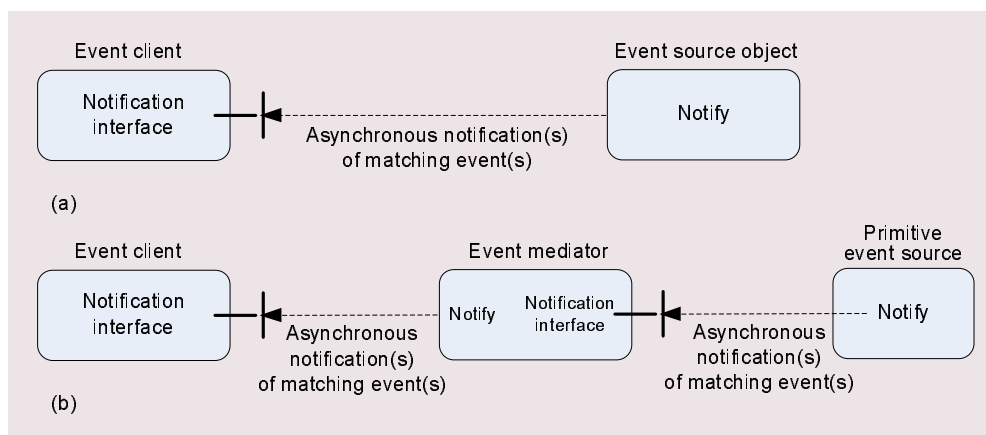 Event client
Event source object
Notification
interface
Notify
Asynchronous notification(s)
of matching event(s)
(a)
Event client
Event mediator
Primitive
event source
Notification
interface
Notify
Notification
interface
Notify
Asynchronous
notification(s)
of matching event(s)
Asynchronous
notification(s)
of matching event(s)
(b)